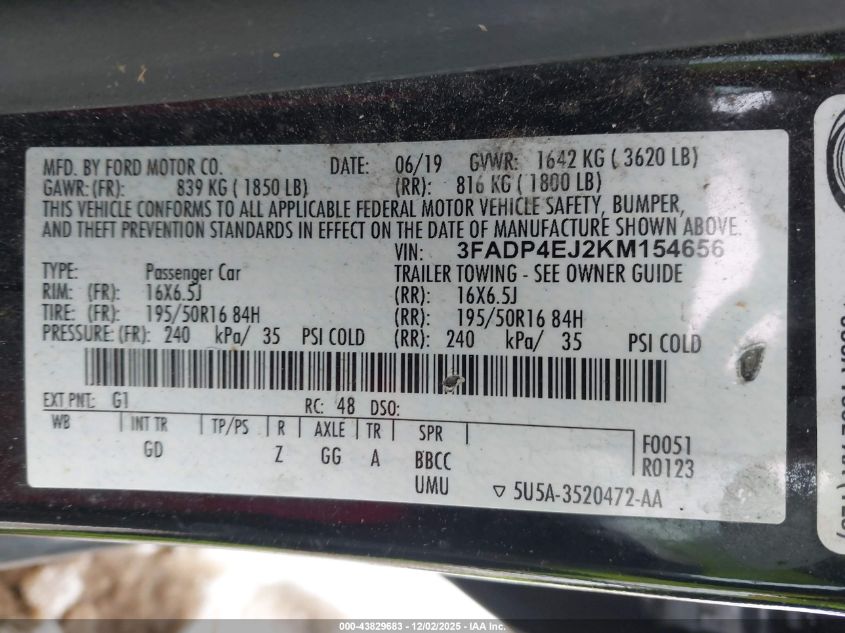 MFD. BY FORD MOTOR CO. DATE: 06/19 GVWR: 1642 KG ( 3620 LB)
GAWR: (FR): 839 KG ( 1850 LB) (RR): 816 KG ( 1800 LB)
THIS VEHICLE CONFORMS TO ALL APPLICABLE FEDERAL MOTOR VEHICLE SAFETY, BUMPER,
AND THEFT PREVENTION STANDARDS IN EFFECT ON THE DATE OF MANUFACTURE SHOWN ABOVE.
VIN: 3FADP4EJ2KM154656
TYPE: Passenger Car TRAILER TOWING - SEE OWNER GUIDE
RIM: (FR): 16X6.5J (RR): 16X6.5J
TIRE: (FR): 195/50R16 84H (RR): 195/50R16 84H
PRESSURE: (FR): 240 kPa/ 35 PSI COLD (RR): 240 kPa/ 35 PSI COLD
EXT PNT: G1 RC: 48 DSO:
WB INT TR TP/PS R AXLE TR SPR
GD Z GG A BBCC
UMU
F0051
R0123
▽ 5U5A-3520472-AA
000-43829683 - 12/02/2025 - IAA Inc.